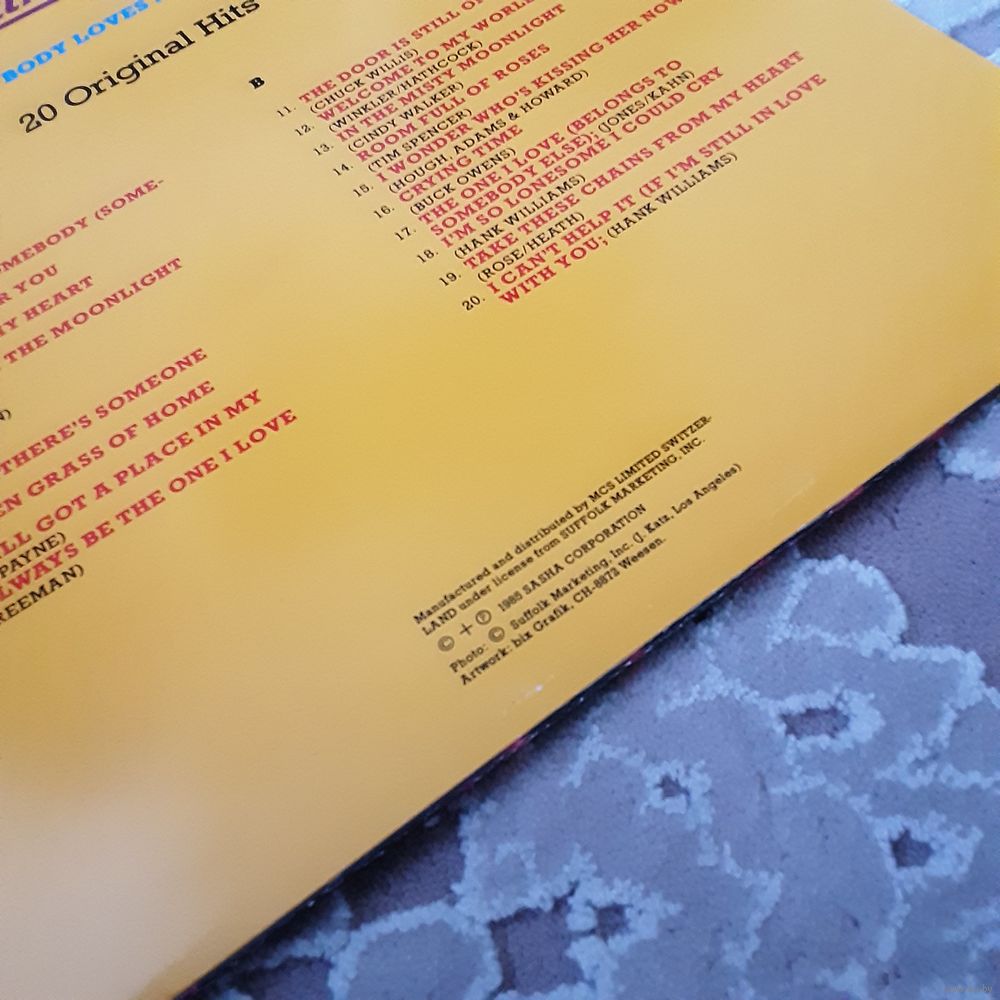 BODY LOVES
20 Original Hits
OMEBODY (SOME-
R YOU
MY HEART
THE MOONLIGHT
THERE'S SOMEONE
EN GRASS OF HOME
ILL GOT A PLACE IN MY
PAYNE)
LWAYS BE THE ONE I LOVE
REEMAN)
B
11. THE DOOR IS STILL
(CHUCK WILLIS)
12. WELCOME TO MY WORLD
(WINKLER/HATHCOCK)
13. IN THE MISTY MOONLIGHT
(CINDY WALKER)
14. ROOM FULL OF ROSES
(TIM SPENCER)
15. I WONDER WHO'S KISSING HER NOW
(HOUGH, ADAMS & HOWARD)
16. CRYING TIME
(BUCK OWENS)
17. THE ONE I LOVE (BELONGS TO
SOMEBODY ELSE); (JONES/KAHN)
18. I'M SO LONESOME I COULD CRY
(HANK WILLIAMS)
19. TAKE THESE CHAINS FROM MY HEART
(ROSE/HEATH)
20. I CAN'T HELP IT (IF I'M STILL IN LOVE
WITH YOU; (HANK WILLIAMS)
Manufactured and distributed by MCS LIMITED SWITZER-
LAND under license from SUFFOLK MARKETING, INC.
© + ℗ 1985 SASHA CORPORATION
Photo: © Suffolk Marketing, Inc. (J. Katz, Los Angeles)
Artwork: bix Grafik, CH-8872 Weesen.